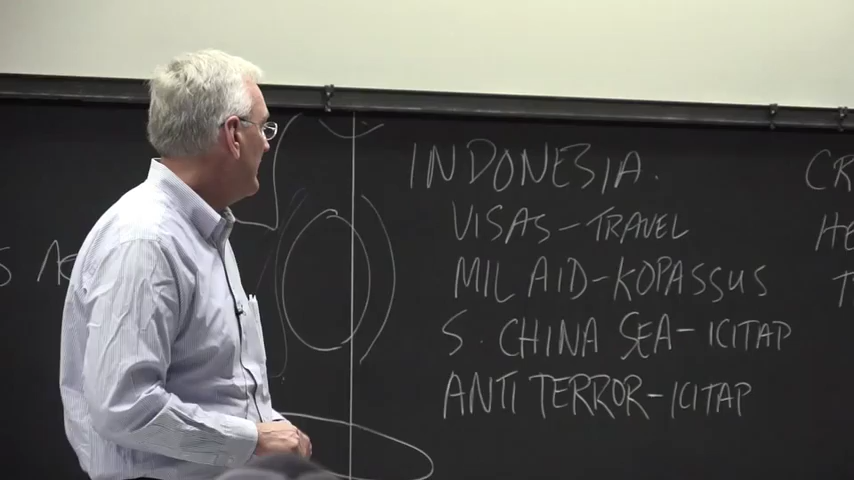 INDONESIA.
VISAS-TRAVEL
MIL AID-KOPASSUS
S. CHINA SEA-ICITAP
ANTI TERROR-ICITAP